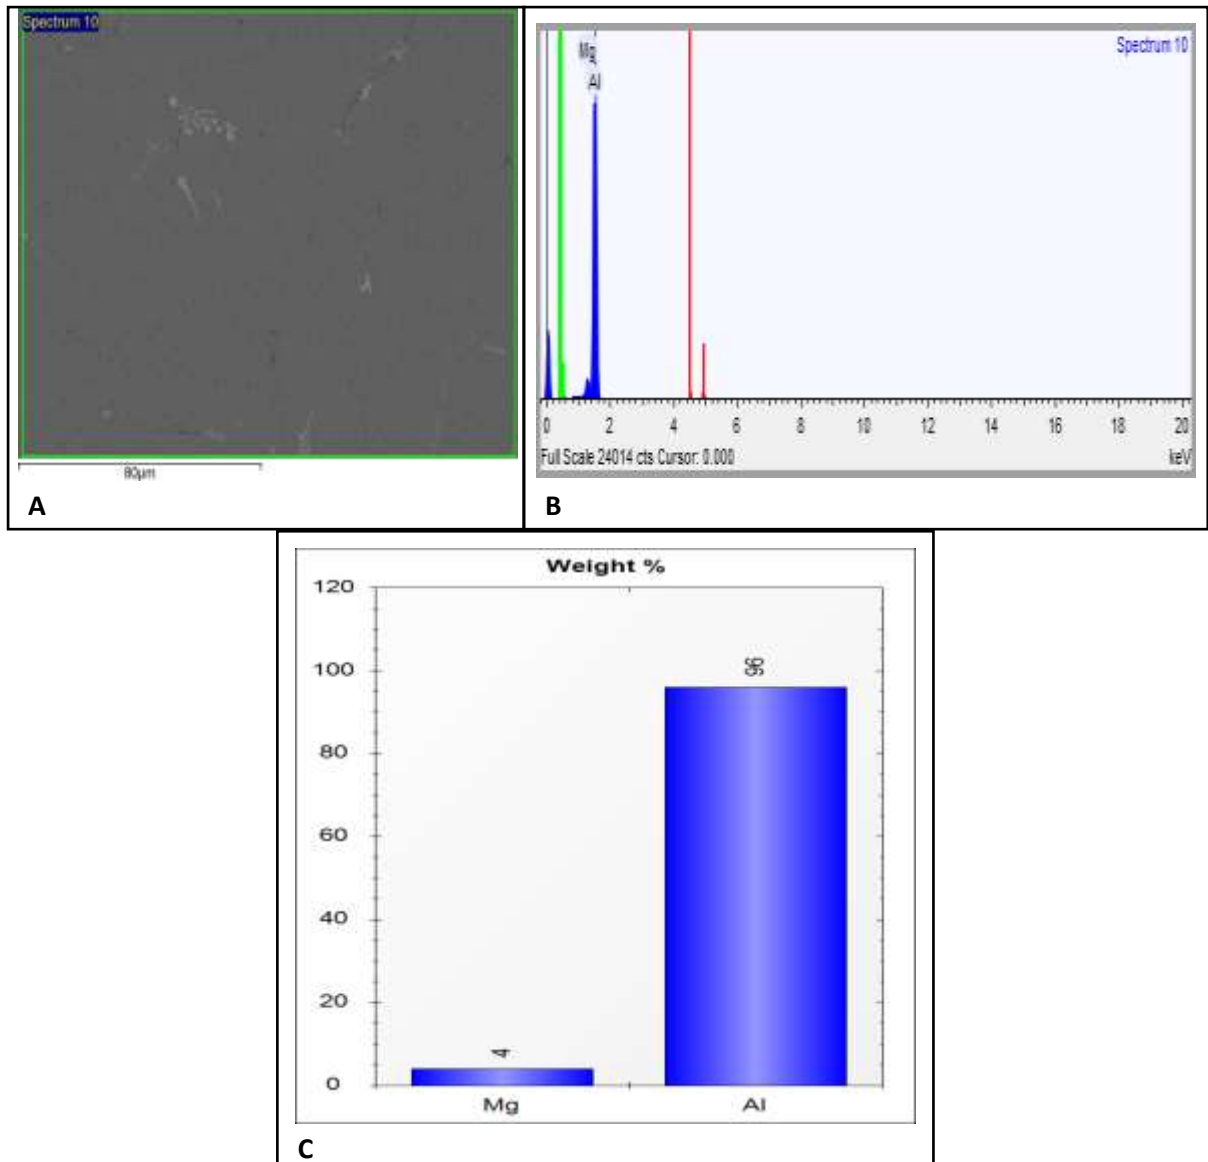 Spectrum 10
80µm
A
Mg
Al
Spectrum 10
0 2 4 6 8 10 12 14 16 18 20
Full Scale 24014 cts Cursor: 0.000 keV
B
Weight %
120
100
80
60
40
20
0
4
96
Mg Al
C